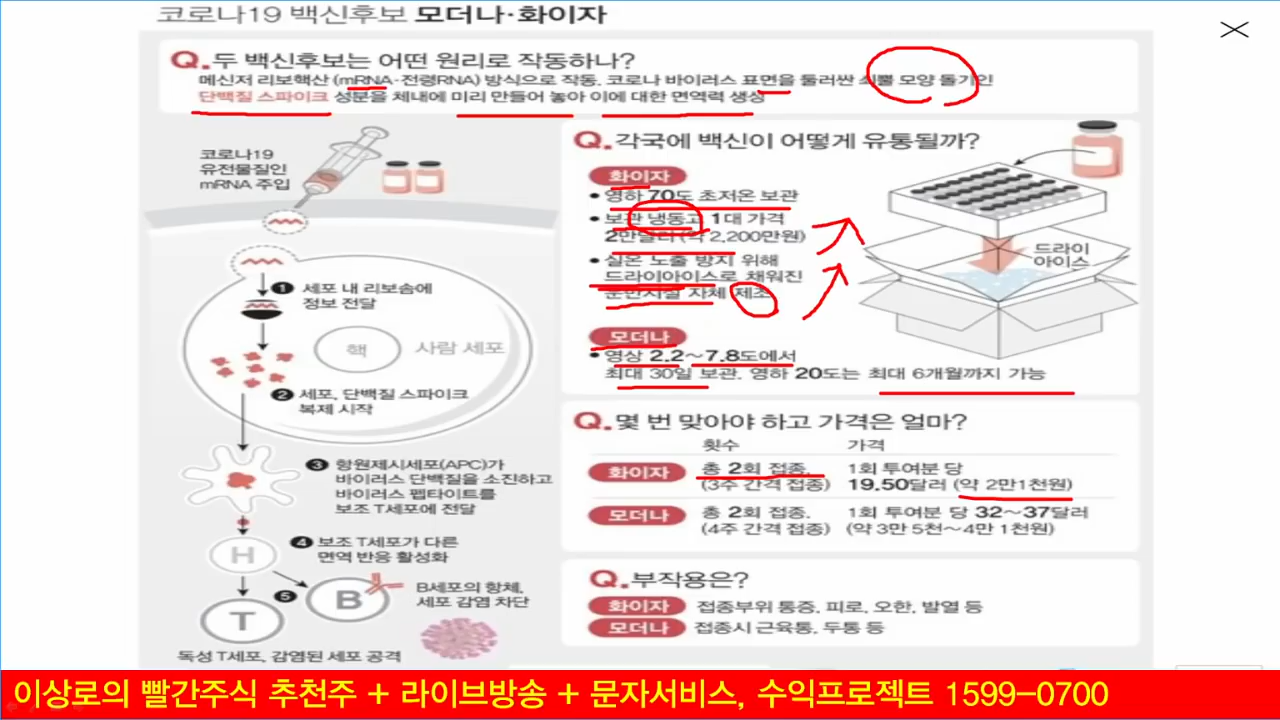 코로나19 백신후보 모더나·화이자
Q. 두 백신후보는 어떤 원리로 작동하나?
메신저 리보핵산 (mRNA·전령RNA) 방식으로 작동. 코로나 바이러스 표면을 둘러싼 쇠뿔 모양 돌기인
단백질 스파이크 성분을 체내에 미리 만들어 놓아 이에 대한 면역력 생성
코로나19
유전물질인
mRNA 주입
❶ 세포 내 리보솜에
정보 전달
핵
사람 세포
❷ 세포, 단백질 스파이크
복제 시작
❸ 항원제시세포(APC)가
바이러스 단백질을 소진하고
바이러스 펩타이트를
보조 T세포에 전달
H
❹ 보조 T세포가 다른
면역 반응 활성화
❺
B
B세포의 항체,
세포 감염 차단
T
독성 T세포, 감염된 세포 공격
Q. 각국에 백신이 어떻게 유통될까?
화이자
• 영하 70도 초저온 보관
• 보관 냉동고 1대 가격
2만달러(약 2,200만원)
• 실온 노출 방지 위해
드라이아이스로 채워진
운반시설 자체 제조
드라이
아이스
모더나
• 영상 2.2~7.8도에서
최대 30일 보관. 영하 20도는 최대 6개월까지 가능
Q. 몇 번 맞아야 하고 가격은 얼마?
횟수 가격
화이자 총 2회 접종. 1회 투여분 당
(3주 간격 접종) 19.50달러 (약 2만1천원)
모더나 총 2회 접종. 1회 투여분 당 32~37달러
(4주 간격 접종) (약 3만 5천~4만 1천원)
Q. 부작용은?
화이자 접종부위 통증, 피로, 오한, 발열 등
모더나 접종시 근육통, 두통 등
이상로의 빨간주식 추천주 + 라이브방송 + 문자서비스, 수익프로젝트 1599-0700